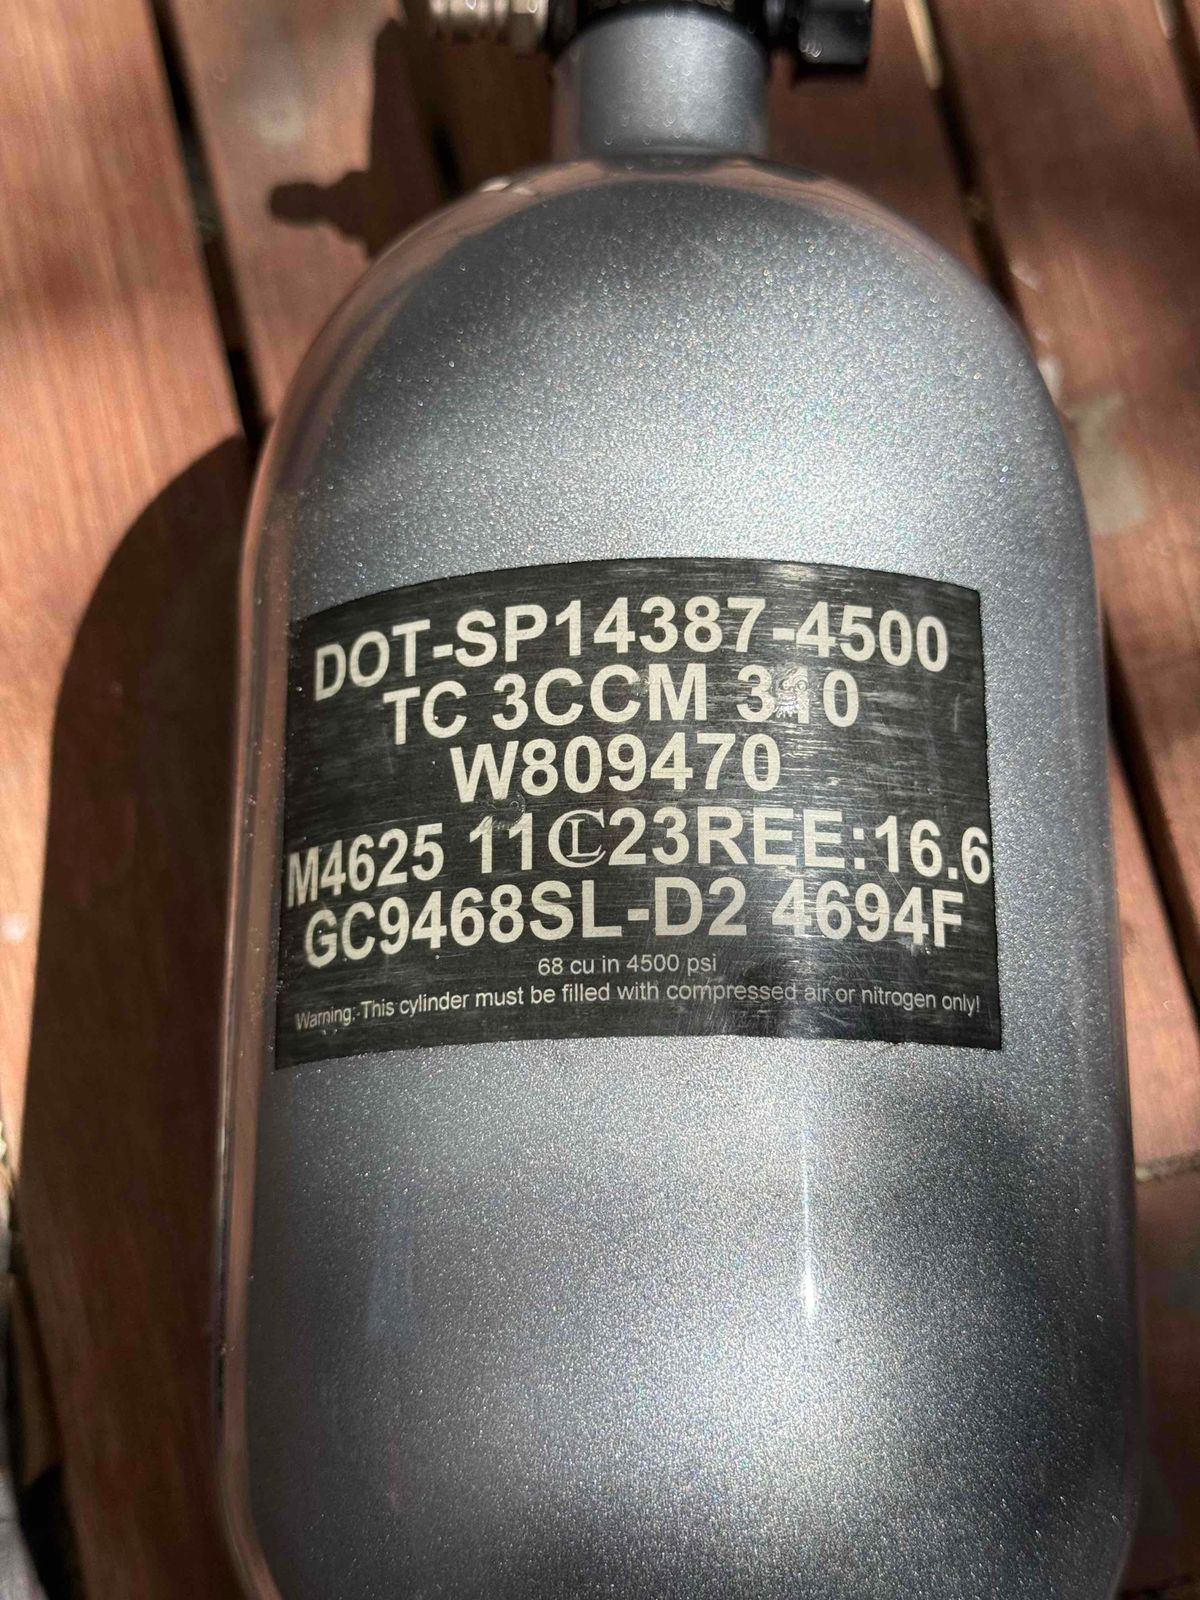 DOT-SP14387-4500
TC 3CCM 310
W809470
M4625 11 23REE:16.6
GC9468SL-D2 4694F
68 cu in 4500 psi
Warning: This cylinder must be filled with compressed air or nitrogen only!